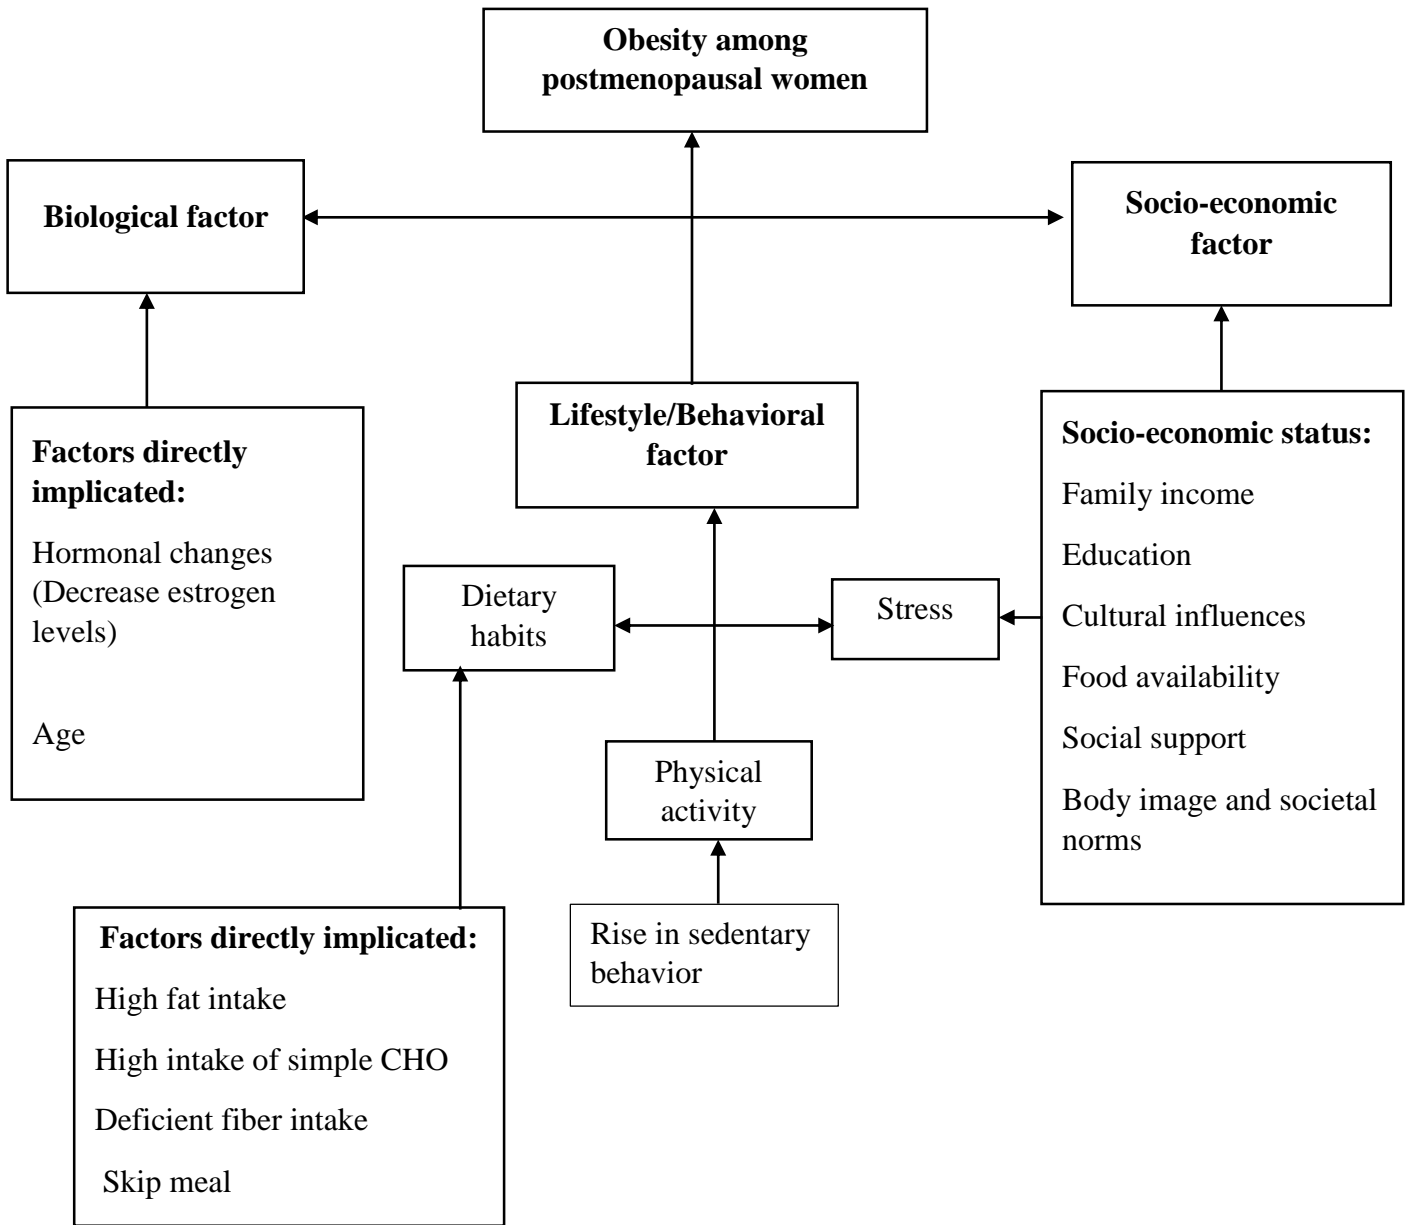 Obesity among
postmenopausal women
Biological factor
Socio-economic
factor
Lifestyle/Behavioral
factor
Factors directly
implicated:
Hormonal changes
(Decrease estrogen
levels)
Age
Socio-economic status:
Family income
Education
Cultural influences
Food availability
Social support
Body image and societal
norms
Dietary
habits
Stress
Physical
activity
Factors directly implicated:
High fat intake
High intake of simple CHO
Deficient fiber intake
Skip meal
Rise in sedentary
behavior